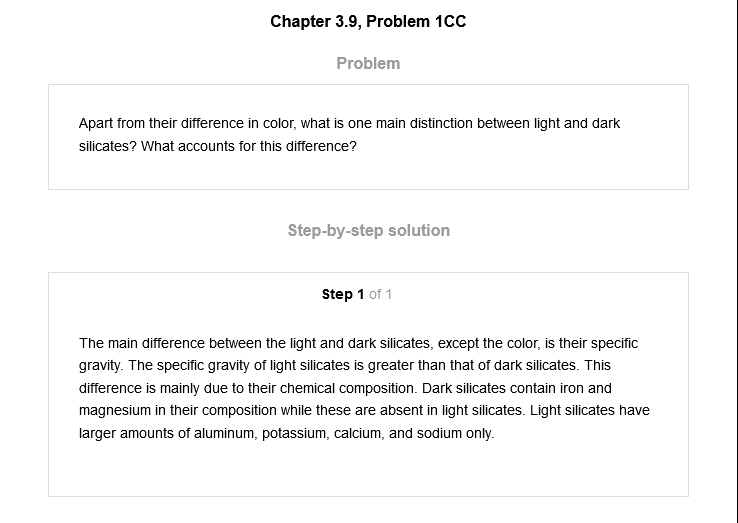 Chapter 3.9, Problem 1CC
Problem
Apart from their difference in color, what is one main distinction between light and dark
silicates? What accounts for this difference?
Step-by-step solution
Step 1 of 1
The main difference between the light and dark silicates, except the color, is their specific
gravity. The specific gravity of light silicates is greater than that of dark silicates. This
difference is mainly due to their chemical composition. Dark silicates contain iron and
magnesium in their composition while these are absent in light silicates. Light silicates have
larger amounts of aluminum, potassium, calcium, and sodium only.